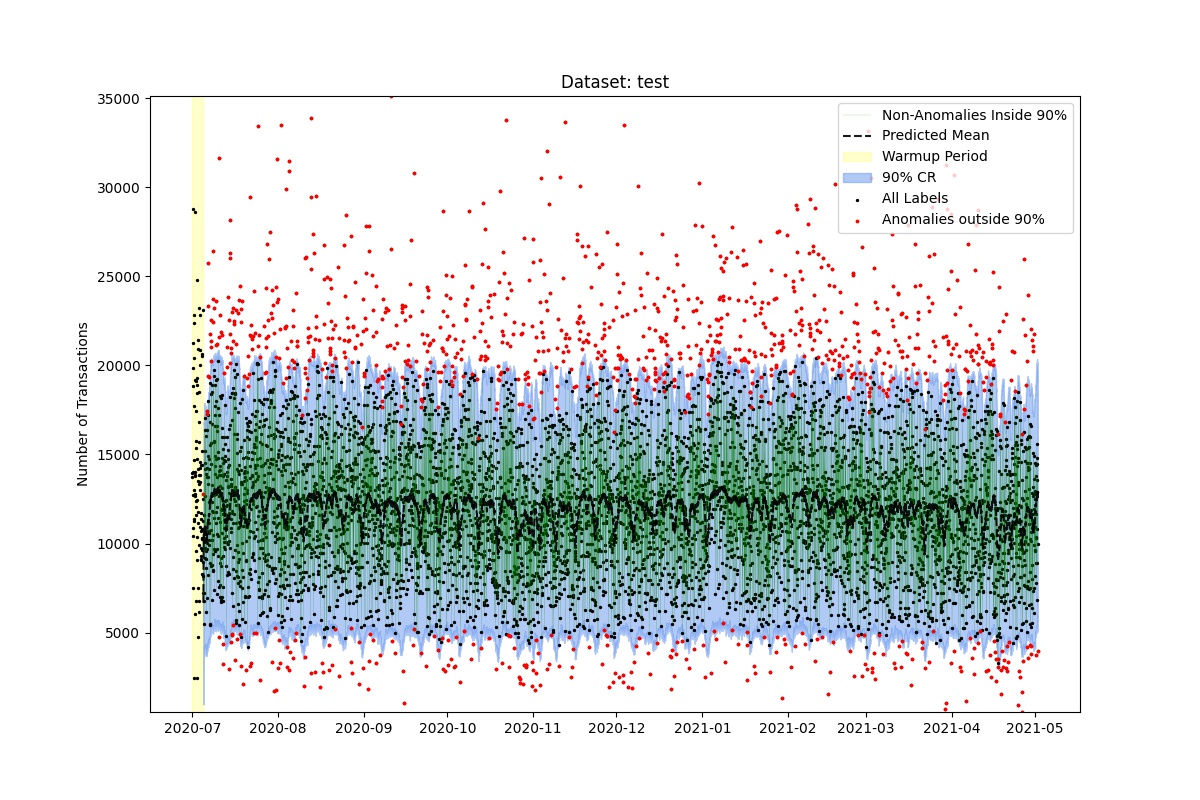 Dataset: test
Number of Transactions
35000
30000
25000
20000
15000
10000
5000
Non-Anomalies Inside 90%
Predicted Mean
Warmup Period
90% CR
All Labels
Anomalies outside 90%
2020-07
2020-08
2020-09
2020-10
2020-11
2020-12
2021-01
2021-02
2021-03
2021-04
2021-05